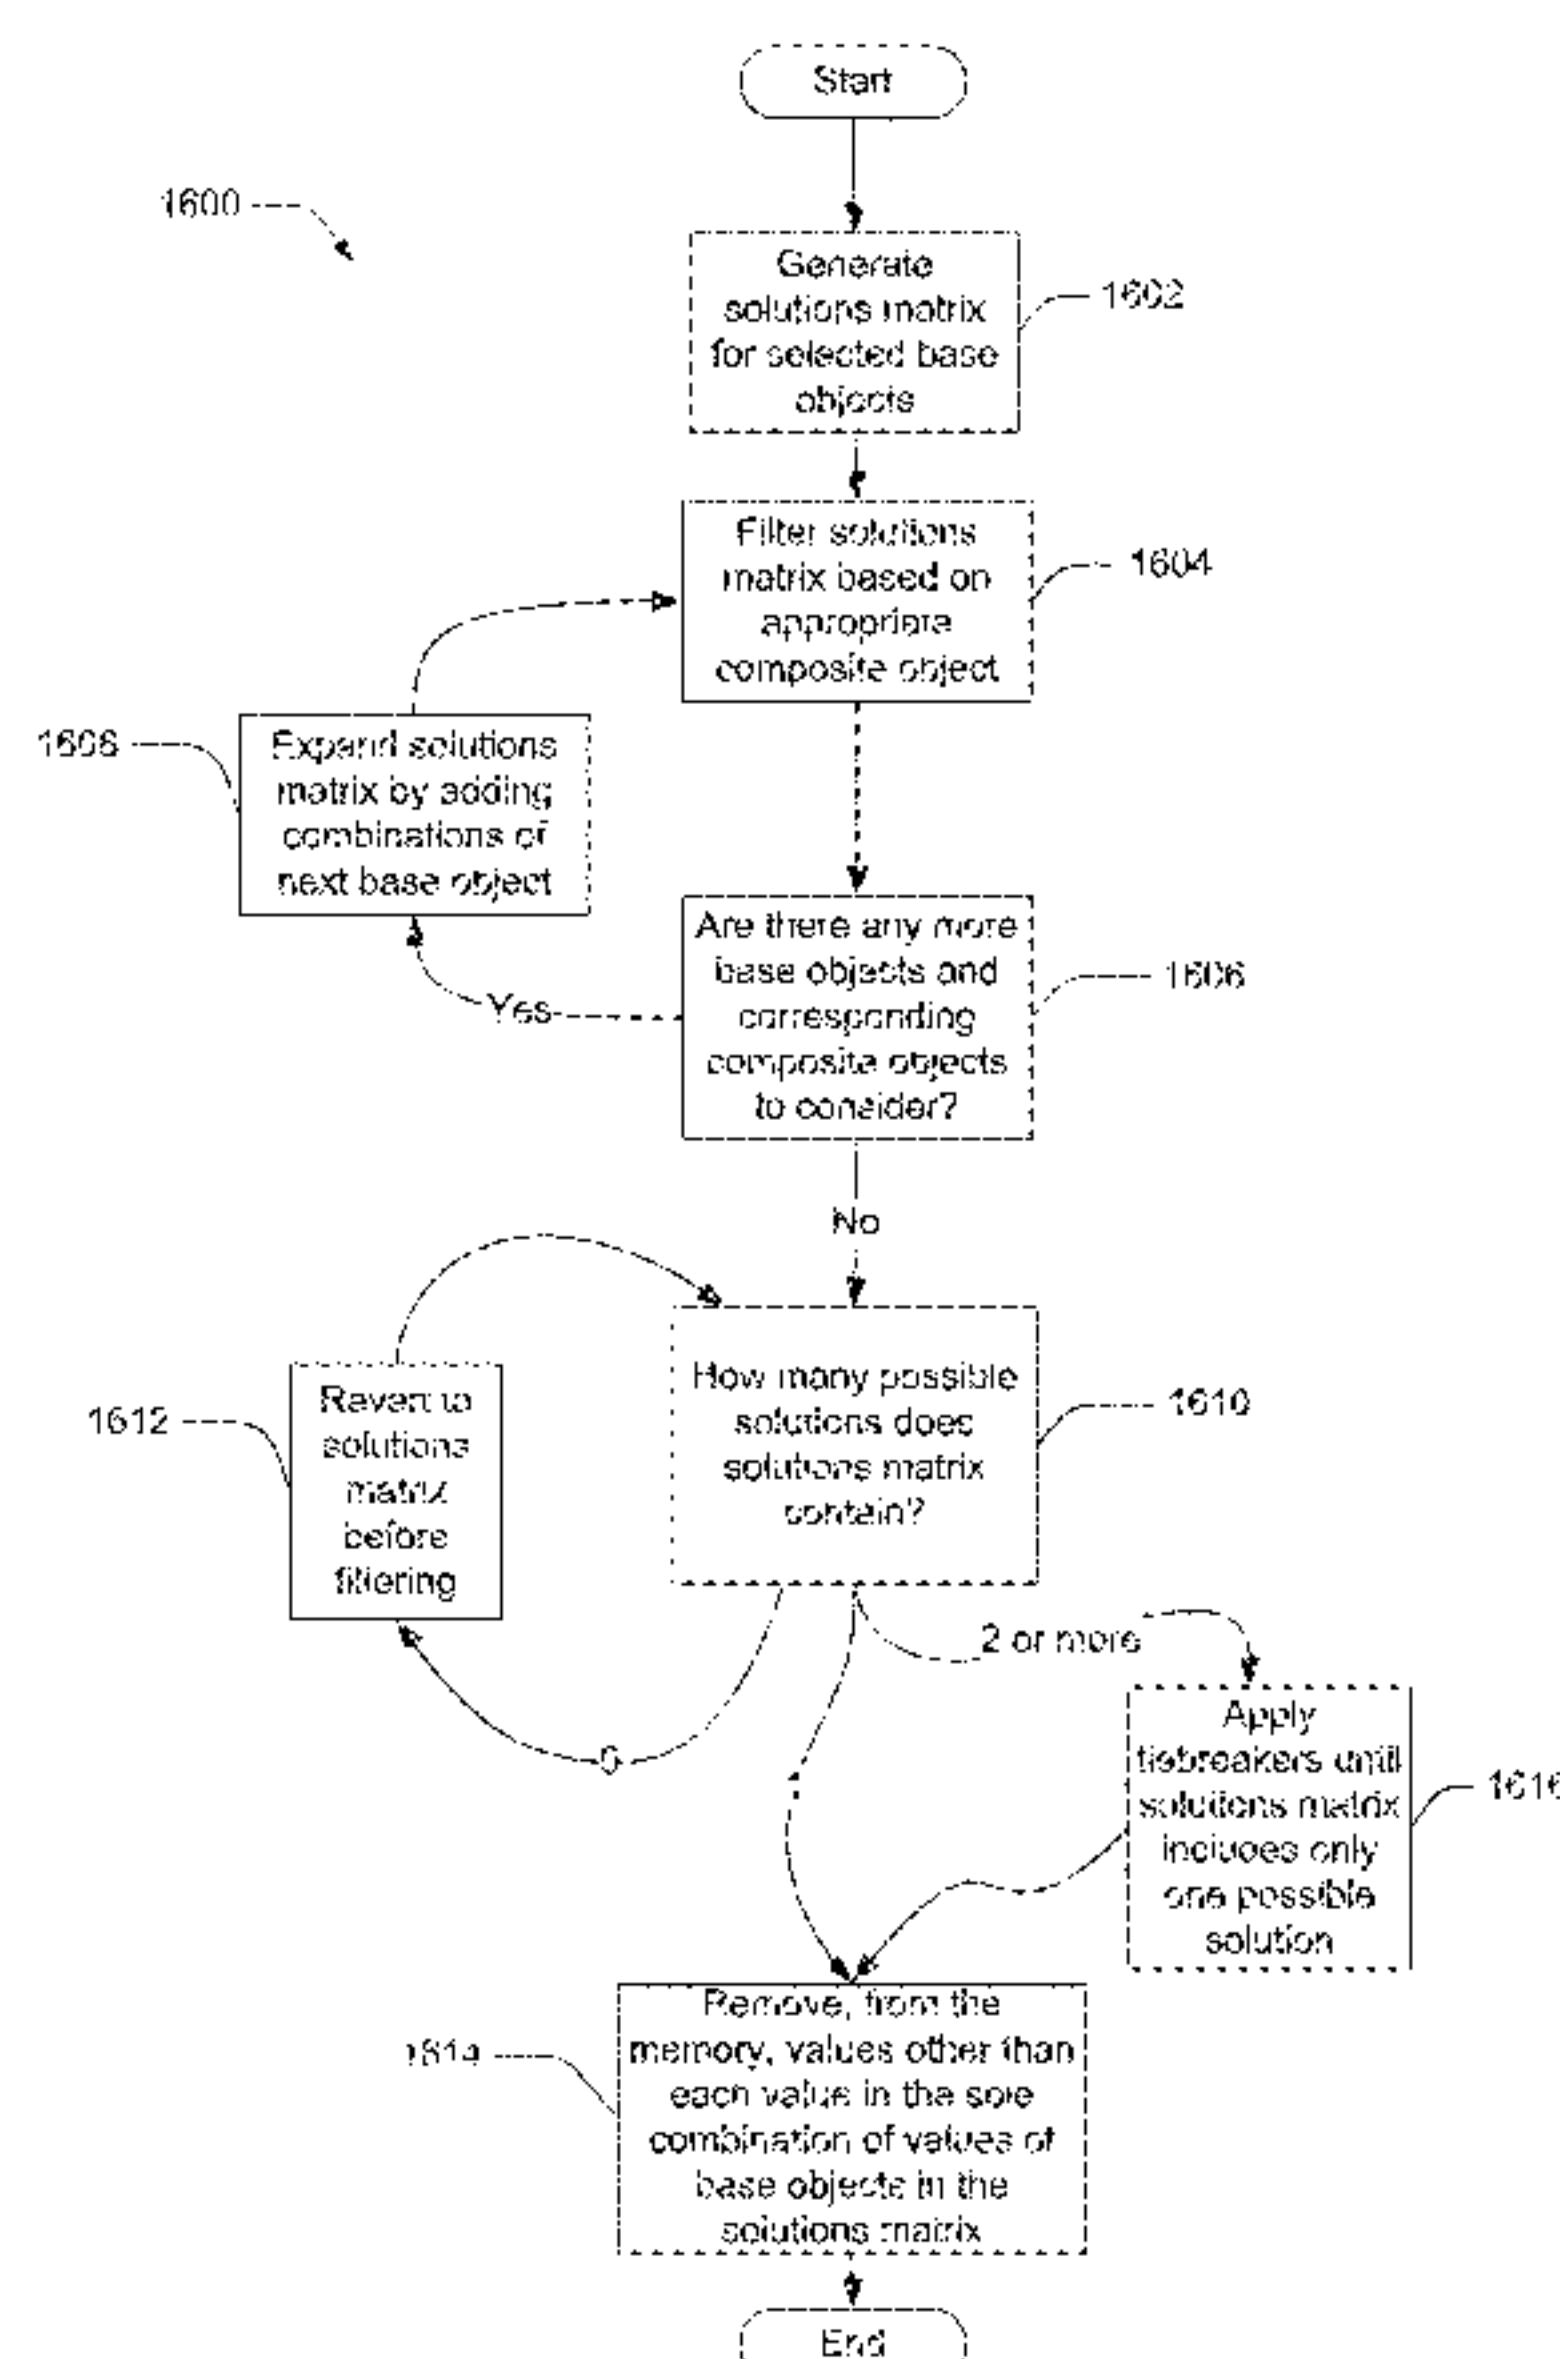 Start
1600
Generate
solutions matrix
for selected base
objects
1602
Filter solutions
matrix based on
appropriate
composite object
1604
1608
Expand solutions
matrix by adding
combinations of
next base object
Are there any more
base objects and
corresponding
composite objects
to consider?
1606
Yes
No
How many possible
solutions does
solutions matrix
contain?
1610
1612
Revert to
solutions
matrix
before
filtering
2 or more
0
1
Apply
tiebreakers until
solutions matrix
includes only
one possible
solution
1616
1614
Remove, from the
memory, values other than
each value in the sole
combination of values of
base objects in the
solutions matrix
End